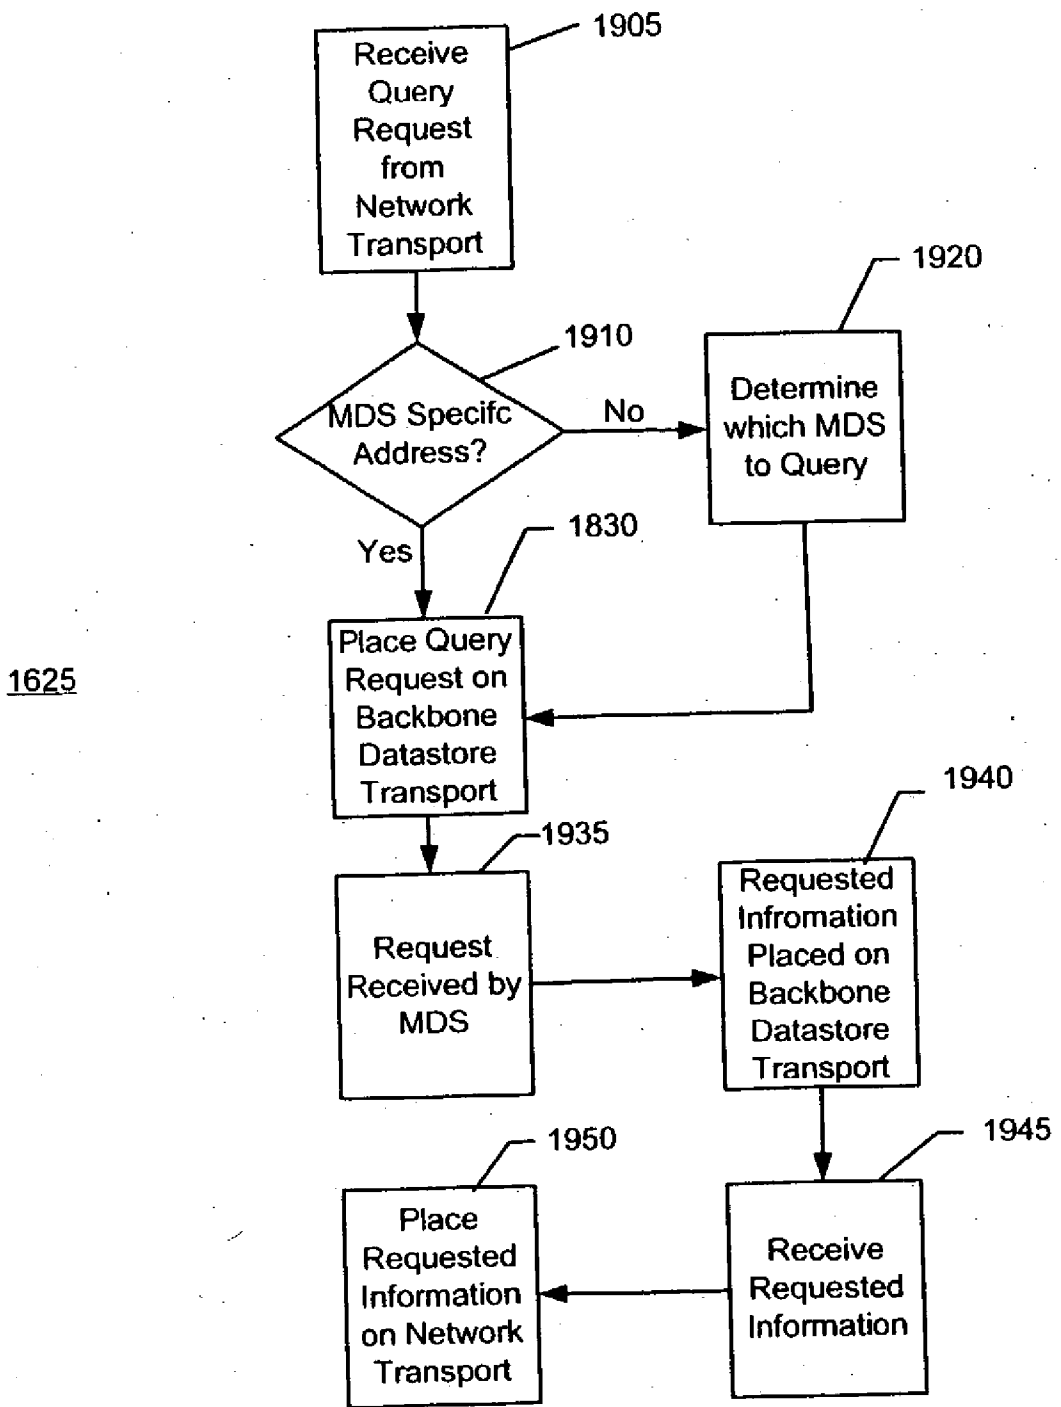 1905
Receive
Query
Request
from
Network
Transport
1910
MDS Specifc
Address?
No
1920
Determine
which MDS
to Query
Yes
1830
Place Query
Request on
Backbone
Datastore
Transport
1625
1935
Request
Received by
MDS
1940
Requested
Infromation
Placed on
Backbone
Datastore
Transport
1945
Receive
Requested
Information
1950
Place
Requested
Information
on Network
Transport